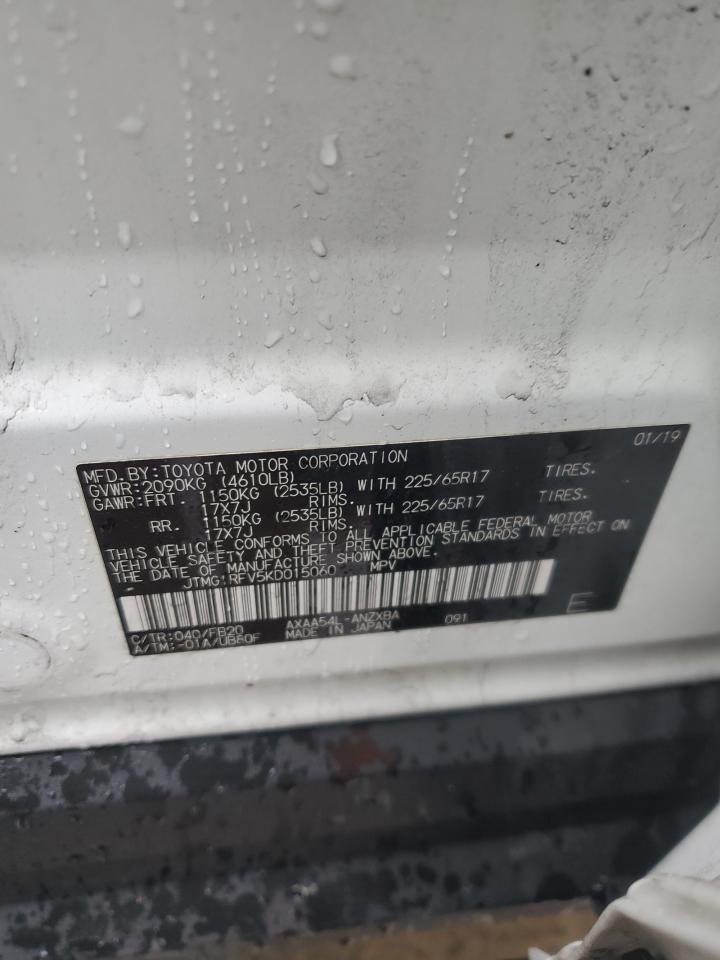 01/19
MFD.BY:TOYOTA MOTOR CORPORATION
GVWR:2090KG (4610LB)
GAWR:FRT. 1150KG (2535LB) WITH 225/65R17 TIRES.
17X7J RIMS.
RR. 1150KG (2535LB) WITH 225/65R17 TIRES.
17X7J RIMS.
THIS VEHICLE CONFORMS TO ALL APPLICABLE FEDERAL MOTOR
VEHICLE SAFETY AND THEFT PREVENTION STANDARDS IN EFFECT ON
THE DATE OF MANUFACTURE SHOWN ABOVE.
JTMG1RFV5KD015060 MPV
C/TR:040/FB20 AXAA54L-ANZXBA 091 E
A/TM:-01A/UB80F MADE IN JAPAN